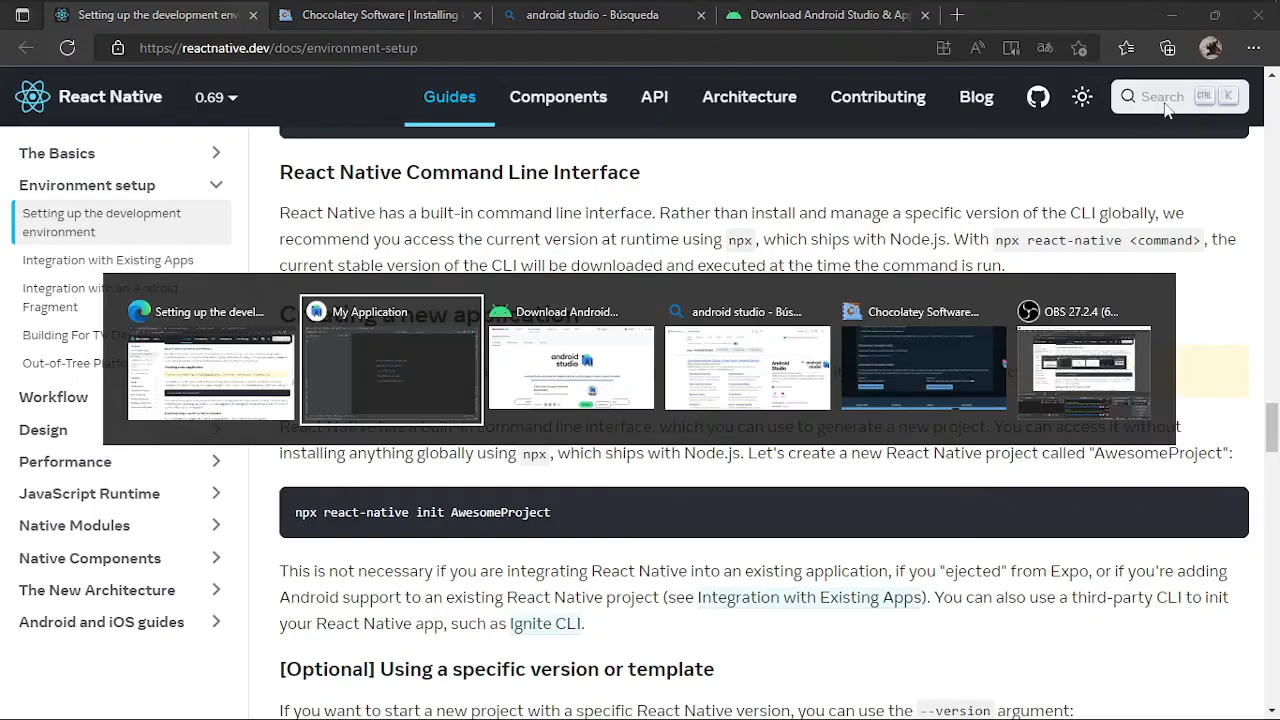 Setting up the development env
Chocolatey Software | Installing
android studio - Búsqueda
Download Android Studio & Ap
https://reactnative.dev/docs/environment-setup
React Native
0.69
Guides
Components
API
Architecture
Contributing
Blog
Search
CTRL
K
The Basics
Environment setup
Setting up the development
environment
Integration with Existing Apps
Integration with an Android
Fragment
Building For TV De
Out-of-Tree Platfo
Workflow
Design
Performance
JavaScript Runtime
Native Modules
Native Components
The New Architecture
Android and iOS guides
React Native Command Line Interface
React Native has a built-in command line interface. Rather than install and manage a specific version of the CLI globally, we
recommend you access the current version at runtime using npx, which ships with Node.js. With npx react-native <command>, the
current stable version of the CLI will be downloaded and executed at the time the command is run.
Setting up the devel...
My Application
Download Android...
android studio
android
studio
installing anything globally using npx, which ships with Node.js. Let's create a new React Native project called "AwesomeProject":
npx react-native init AwesomeProject
This is not necessary if you are integrating React Native into an existing application, if you "ejected" from Expo, or if you're adding
Android support to an existing React Native project (see Integration with Existing Apps). You can also use a third-party CLI to init
your React Native app, such as Ignite CLI.
[Optional] Using a specific version or template
If you want to start a new project with a specific React Native version, you can use the --version argument: